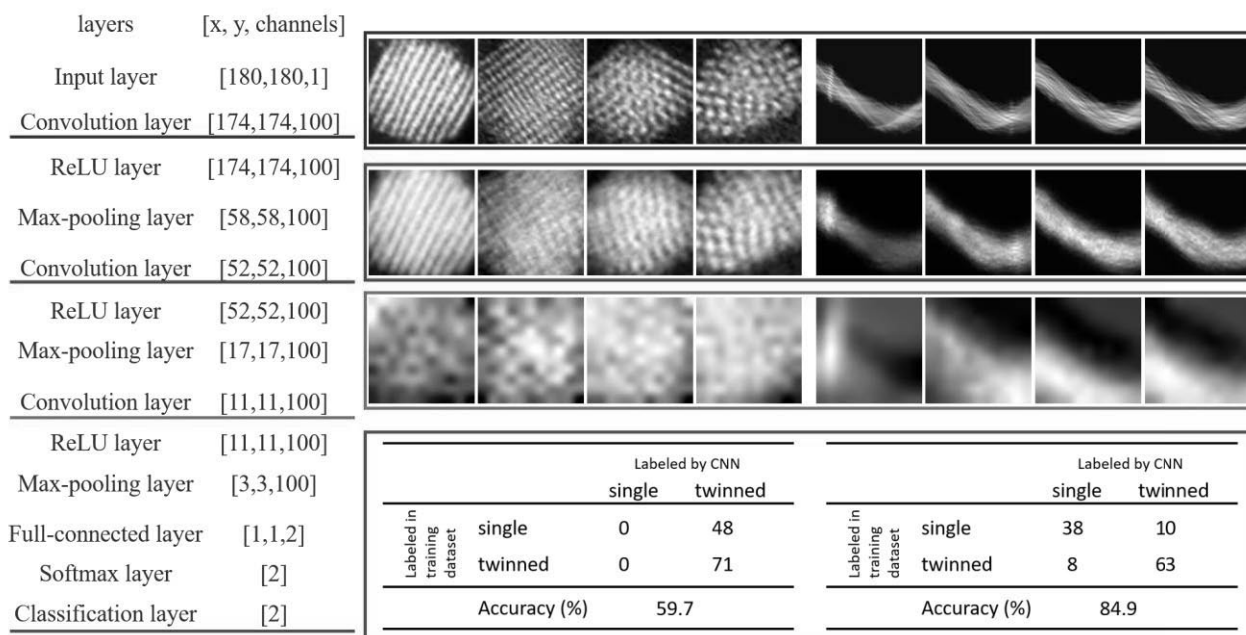 layers [x, y, channels]
Input layer [180,180,1]
Convolution layer [174,174,100]
ReLU layer [174,174,100]
Max-pooling layer [58,58,100]
Convolution layer [52,52,100]
ReLU layer [52,52,100]
Max-pooling layer [17,17,100]
Convolution layer [11,11,100]
ReLU layer [11,11,100]
Max-pooling layer [3,3,100]
Full-connected layer [1,1,2]
Softmax layer [2]
Classification layer [2]
Labeled by CNN
single twinned
Labeled in
training
dataset
single 0 48
twinned 0 71
Accuracy (%) 59.7
Labeled by CNN
single twinned
Labeled in
training
dataset
single 38 10
twinned 8 63
Accuracy (%) 84.9